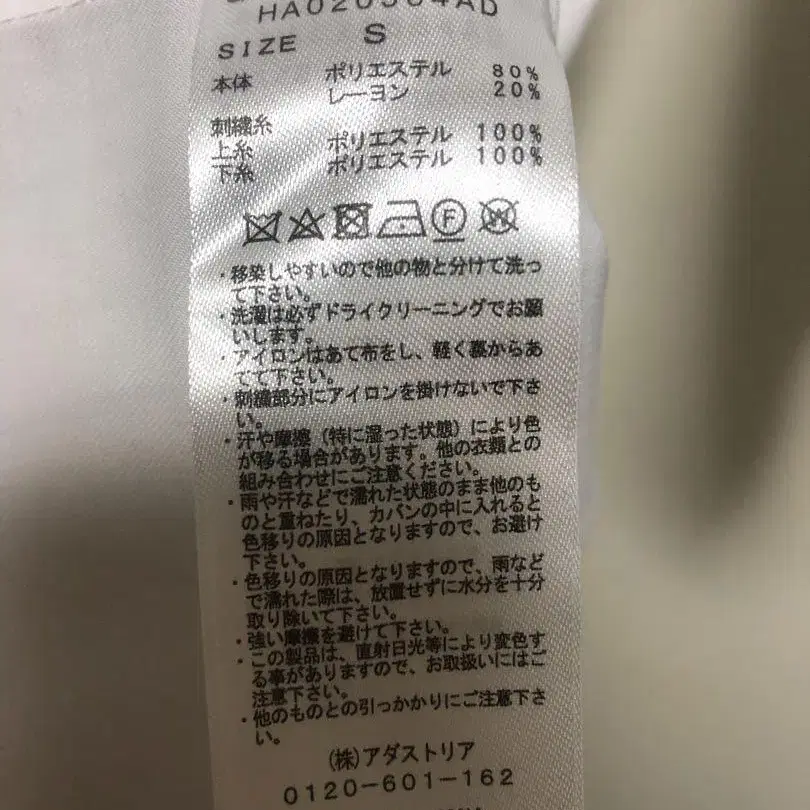 HA020504AD
SIZE S
本体 ポリエステル 80%
レーヨン 20%
刺繍糸
上糸 ポリエステル 100%
下糸 ポリエステル 100%
F W
・移染しやすいので他の物と分けて洗っ
て下さい。
・洗濯は必ずドライクリーニングでお願
いします。
・アイロンはあて布をし、軽く裏からあ
てて下さい。
・刺繍部分にアイロンを掛けないで下さ
い。
・汗や摩擦（特に湿った状態）により色
が移る場合があります。他の衣類との
組み合わせにご注意ください。
・雨や汗などで濡れた状態のまま他のも
のと重ねたり、カバンの中に入れると
色移りの原因となりますので、お避け
下さい。
・色移りの原因となりますので、雨など
で濡れた際は、放置せずに水分を十分
取り除いて下さい。
・強い摩擦を避けて下さい。
・この製品は、直射日光等により変色す
る事がありますので、お取扱いにはご
注意下さい。
・他のものとの引っかかりにご注意下さ
い。
(株)アダストリア
0120-601-162